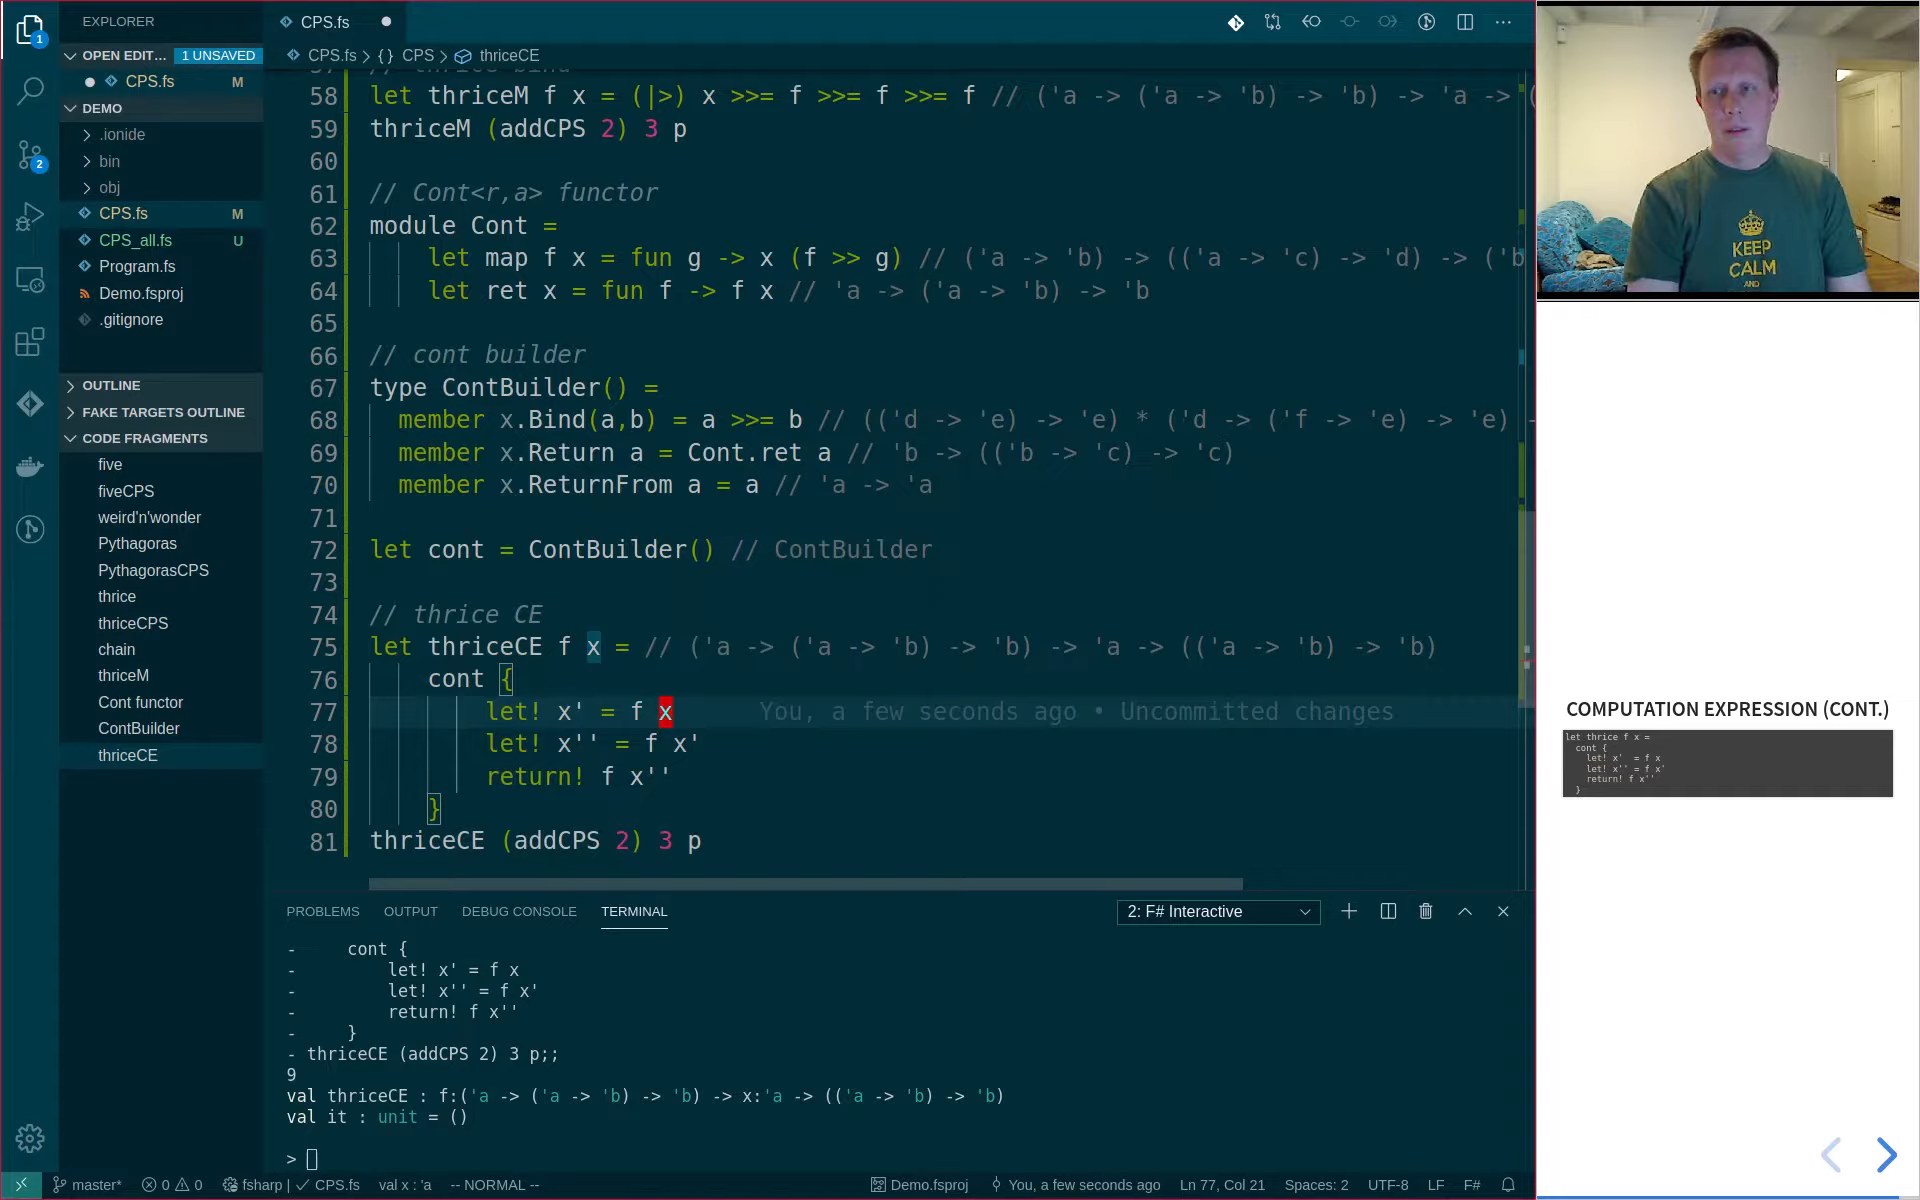 EXPLORER
OPEN EDIT... 1 UNSAVED
CPS.fs M
DEMO
.ionide
bin
obj
CPS.fs M
CPS_all.fs U
Program.fs
Demo.fsproj
.gitignore
OUTLINE
FAKE TARGETS OUTLINE
CODE FRAGMENTS
five
fiveCPS
weird'n'wonder
Pythagoras
PythagorasCPS
thrice
thriceCPS
chain
thriceM
Cont functor
ContBuilder
thriceCE
1
2
CPS.fs
CPS.fs > {} CPS > thriceCE
58 let thriceM f x = (|>) x >>= f >>= f >>= f // ('a -> ('a -> 'b) -> 'b) -> 'a -> (
59 thriceM (addCPS 2) 3 p
60
61 // Cont<r,a> functor
62 module Cont =
63 let map f x = fun g -> x (f >> g) // ('a -> 'b) -> (('a -> 'c) -> 'd) -> ('b
64 let ret x = fun f -> f x // 'a -> ('a -> 'b) -> 'b
65
66 // cont builder
67 type ContBuilder() =
68 member x.Bind(a,b) = a >>= b // (('d -> 'e) -> 'e) * ('d -> ('f -> 'e) -> 'e) -
69 member x.Return a = Cont.ret a // 'b -> (('b -> 'c) -> 'c)
70 member x.ReturnFrom a = a // 'a -> 'a
71
72 let cont = ContBuilder() // ContBuilder
73
74 // thrice CE
75 let thriceCE f x = // ('a -> ('a -> 'b) -> 'b) -> 'a -> (('a -> 'b) -> 'b)
76 cont {
77 let! x' = f x You, a few seconds ago • Uncommitted changes
78 let! x'' = f x'
79 return! f x''
80 }
81 thriceCE (addCPS 2) 3 p
PROBLEMS OUTPUT DEBUG CONSOLE TERMINAL 2: F# Interactive
- cont {
- let! x' = f x
- let! x'' = f x'
- return! f x''
- }
- thriceCE (addCPS 2) 3 p;;
9
val thriceCE : f:('a -> ('a -> 'b) -> 'b) -> x:'a -> (('a -> 'b) -> 'b)
val it : unit = ()
>
master* 0 0 fsharp | CPS.fs val x : 'a -- NORMAL -- Demo.fsproj You, a few seconds ago Ln 77, Col 21 Spaces: 2 UTF-8 LF F#
KEEP
CALM
AND
COMPUTATION EXPRESSION (CONT.)
let thrice f x =
cont {
let! x' = f x
let! x'' = f x'
return! f x''
}